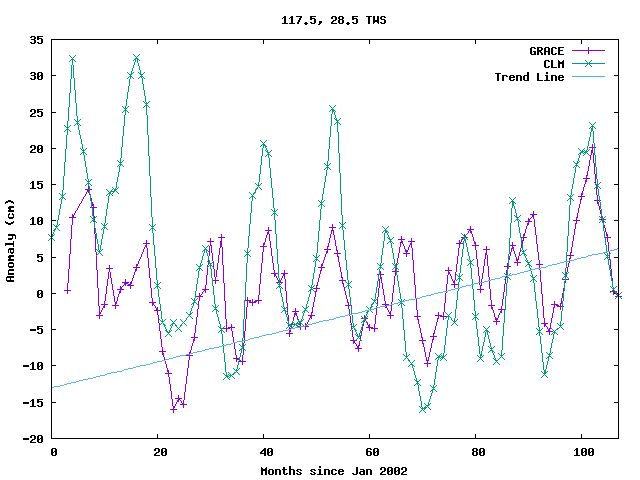 117.5, 28.5 TWS
GRACE
CLM
Trend Line
Anomaly (cm)
35
30
25
20
15
10
5
0
-5
-10
-15
-20
0 20 40 60 80 100
Months since Jan 2002